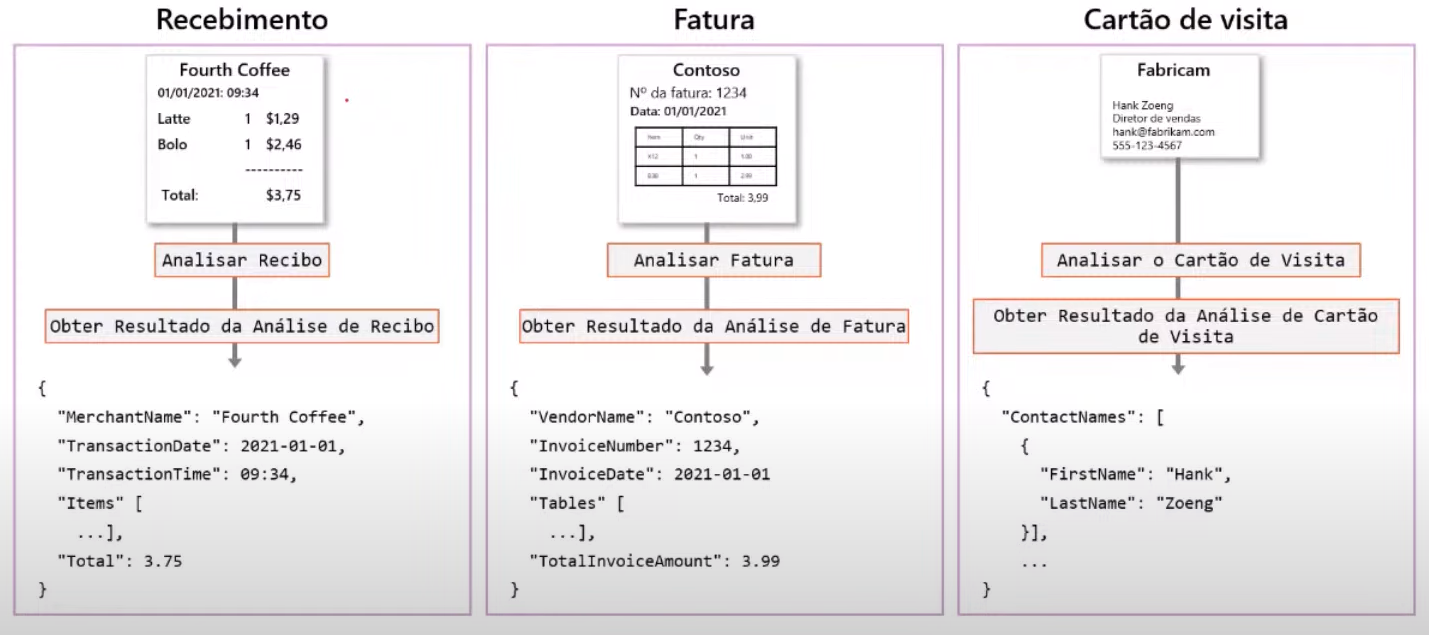 Recebimento
Fourth Coffee
01/01/2021: 09:34
Latte 1 $1,29
Bolo 1 $2,46
----------
Total: $3,75
Analisar Recibo
Obter Resultado da Análise de Recibo
{
"MerchantName": "Fourth Coffee",
"TransactionDate": 2021-01-01,
"TransactionTime": 09:34,
"Items" [
...],
"Total": 3.75
}
Fatura
Contoso
Nº da fatura: 1234
Data: 01/01/2021
Item Qty Unit
X12 1 1.00
1 2.99
Total: 3,99
Analisar Fatura
Obter Resultado da Análise de Fatura
{
"VendorName": "Contoso",
"InvoiceNumber": 1234,
"InvoiceDate": 2021-01-01
"Tables" [
...],
"TotalInvoiceAmount": 3.99
}
Cartão de visita
Fabricam
Hank Zoeng
Diretor de vendas
hank@fabrikam.com
555-123-4567
Analisar o Cartão de Visita
Obter Resultado da Análise de Cartão
de Visita
{
"ContactNames": [
{
"FirstName": "Hank",
"LastName": "Zoeng"
}],
...
}